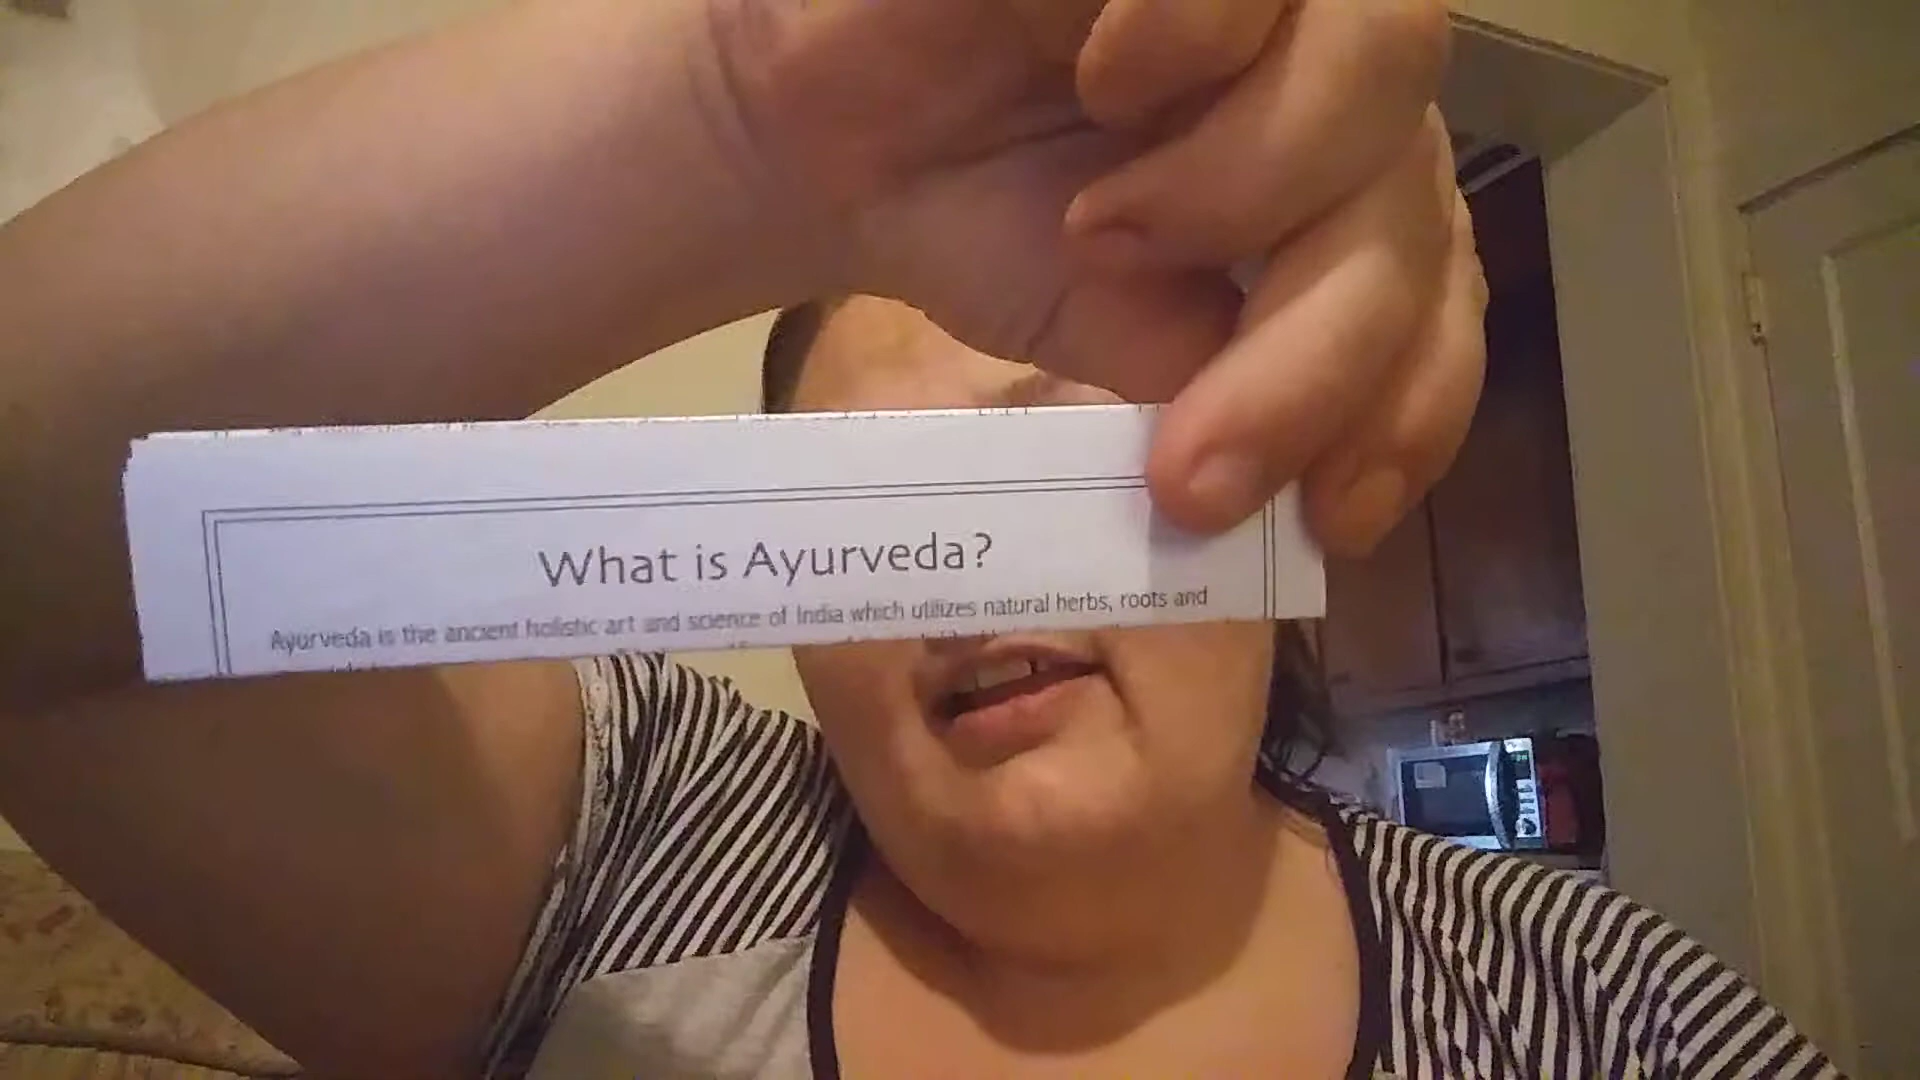 What is Ayurveda?
Ayurveda is the ancient holistic art and science of India which utilizes natural herbs, roots and